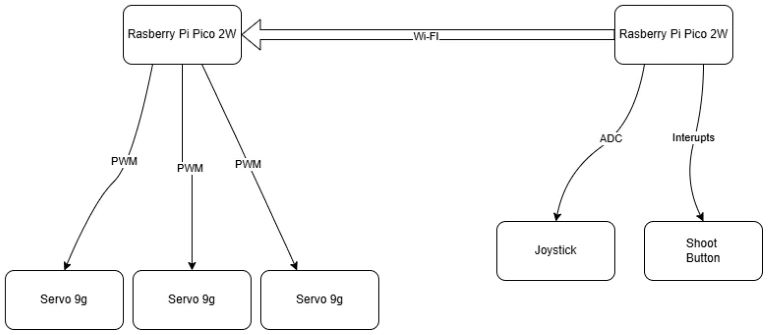 Rasberry Pi Pico 2W
Wi-FI
Rasberry Pi Pico 2W
PWM
PWM
PWM
ADC
Interupts
Joystick
Shoot
Button
Servo 9g
Servo 9g
Servo 9g